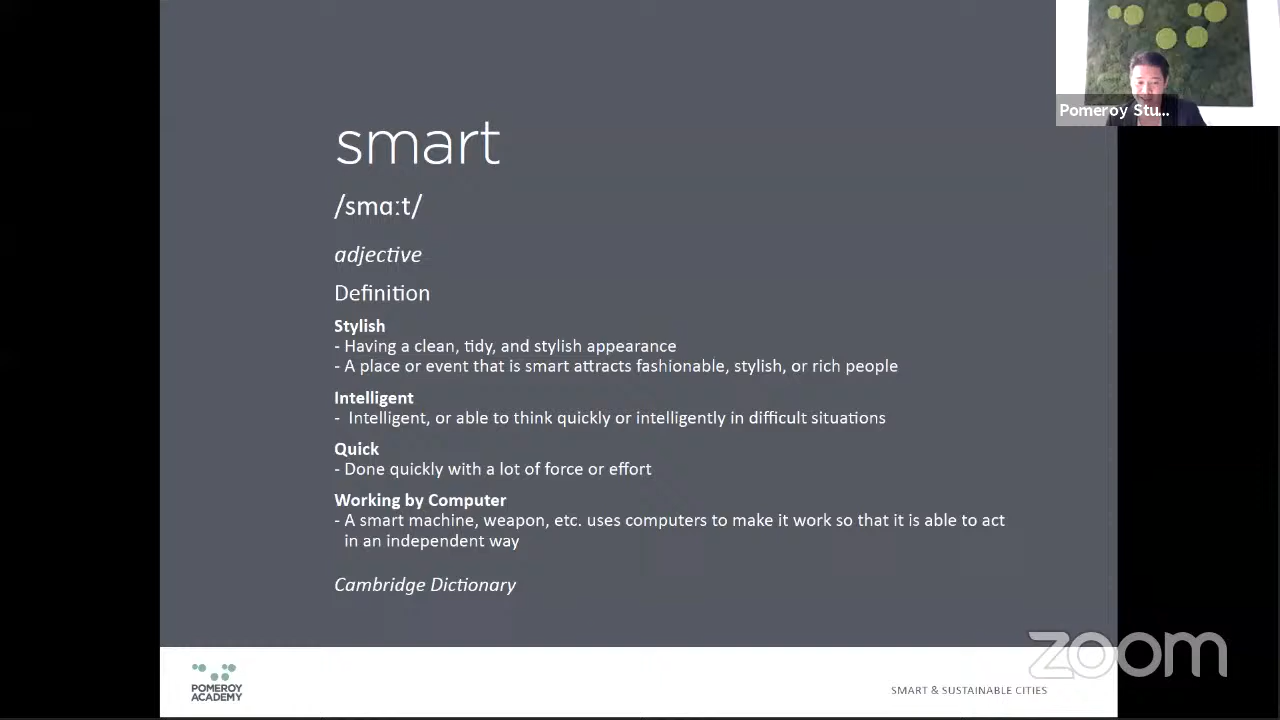 Pomeroy Stu...
smart
/smɑːt/
adjective
Definition
Stylish
- Having a clean, tidy, and stylish appearance
- A place or event that is smart attracts fashionable, stylish, or rich people
Intelligent
- Intelligent, or able to think quickly or intelligently in difficult situations
Quick
- Done quickly with a lot of force or effort
Working by Computer
- A smart machine, weapon, etc. uses computers to make it work so that it is able to act
in an independent way
Cambridge Dictionary
POMEROY
ACADEMY
SMART & SUSTAINABLE CITIES
zoom